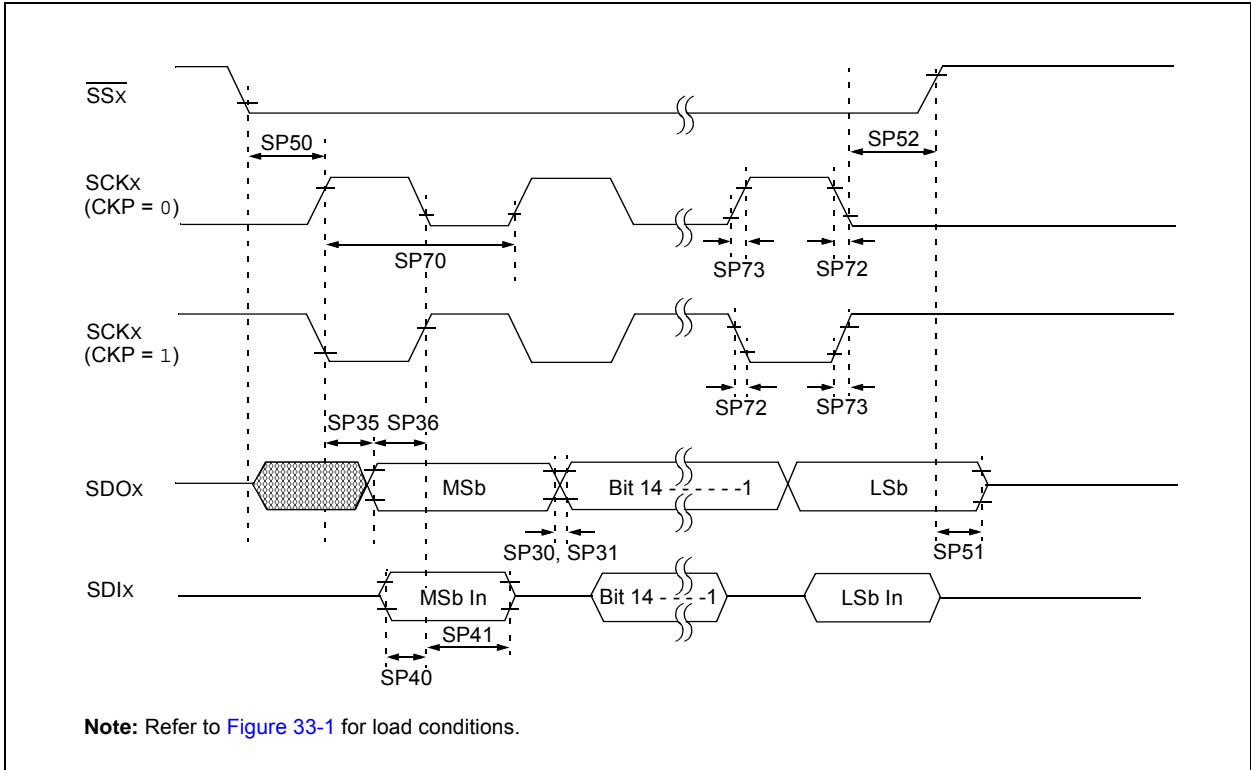 SSx
SP50
SP52
SCKx
(CKP = 0)
SP70
SP73
SP72
SCKx
(CKP = 1)
SP72
SP73
SP35
SP36
SDOx
MSb
Bit 14 - - - - - -1
LSb
SP30, SP31
SP51
SDIx
MSb In
Bit 14 - - - -1
LSb In
SP41
SP40
Note: Refer to Figure 33-1 for load conditions.